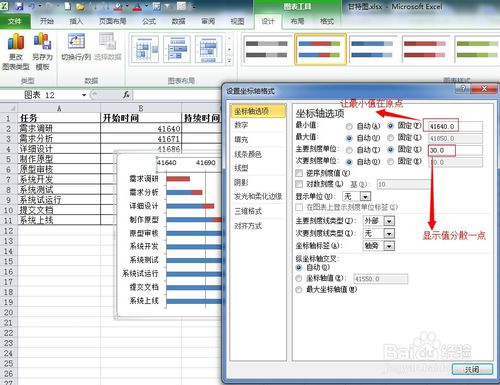 图表工具
甘特图.xlsx - Microsoft Excel
文件 开始 插入 页面布局 公式 数据 审阅 视图 设计 布局 格式
更改
图表类型
另存为
模板
切换行/列 选择数据
类型 数据 图表布局 图表样式
图表 12
A B
1 任务 开始时间 持续时间
2 需求调研 41640
3 需求分析 41671
4 详细设计 41686
5 制作原型
6 原型审核
7 系统开发
8 系统测试
9 系统试运行
10 提交文档
11 系统上线
12
13
14
15
16
17
18
19
20
21
22
23
24
25
26
27
41640 41690
需求调研
需求分析
详细设计
制作原型
原型审核
系统开发
系统测试
系统试运行
提交文档
系统上线
设置坐标轴格式
坐标轴选项
数字
填充
线条颜色
线型
阴影
发光和柔化边缘
三维格式
对齐方式
坐标轴选项
让最小值在原点
最小值: 自动(A) 固定(F) 41640.0
最大值: 自动(U) 固定(I) 41850.0
主要刻度单位: 自动(T) 固定(X) 30.0
次要刻度单位: 自动(O) 固定(E) 10.0
逆序刻度值(V)
对数刻度(L) 基(B): 10
显示单位(U): 无
在图表上显示刻度单位标签(S)
主要刻度线类型(J): 外部
次要刻度线类型(I): 无
坐标轴标签(A): 轴旁
显示值分散一点
纵坐标轴交叉:
自动(O)
坐标轴值(E): 41550.0
最大坐标轴值(M)
关闭
Baidu 经验
jingyan.baidu.com